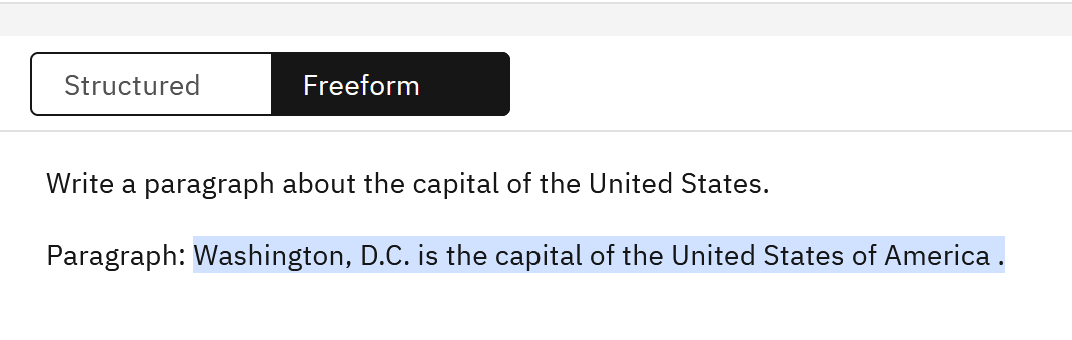 Structured
Freeform
Write a paragraph about the capital of the United States.
Paragraph: Washington, D.C. is the capital of the United States of America .